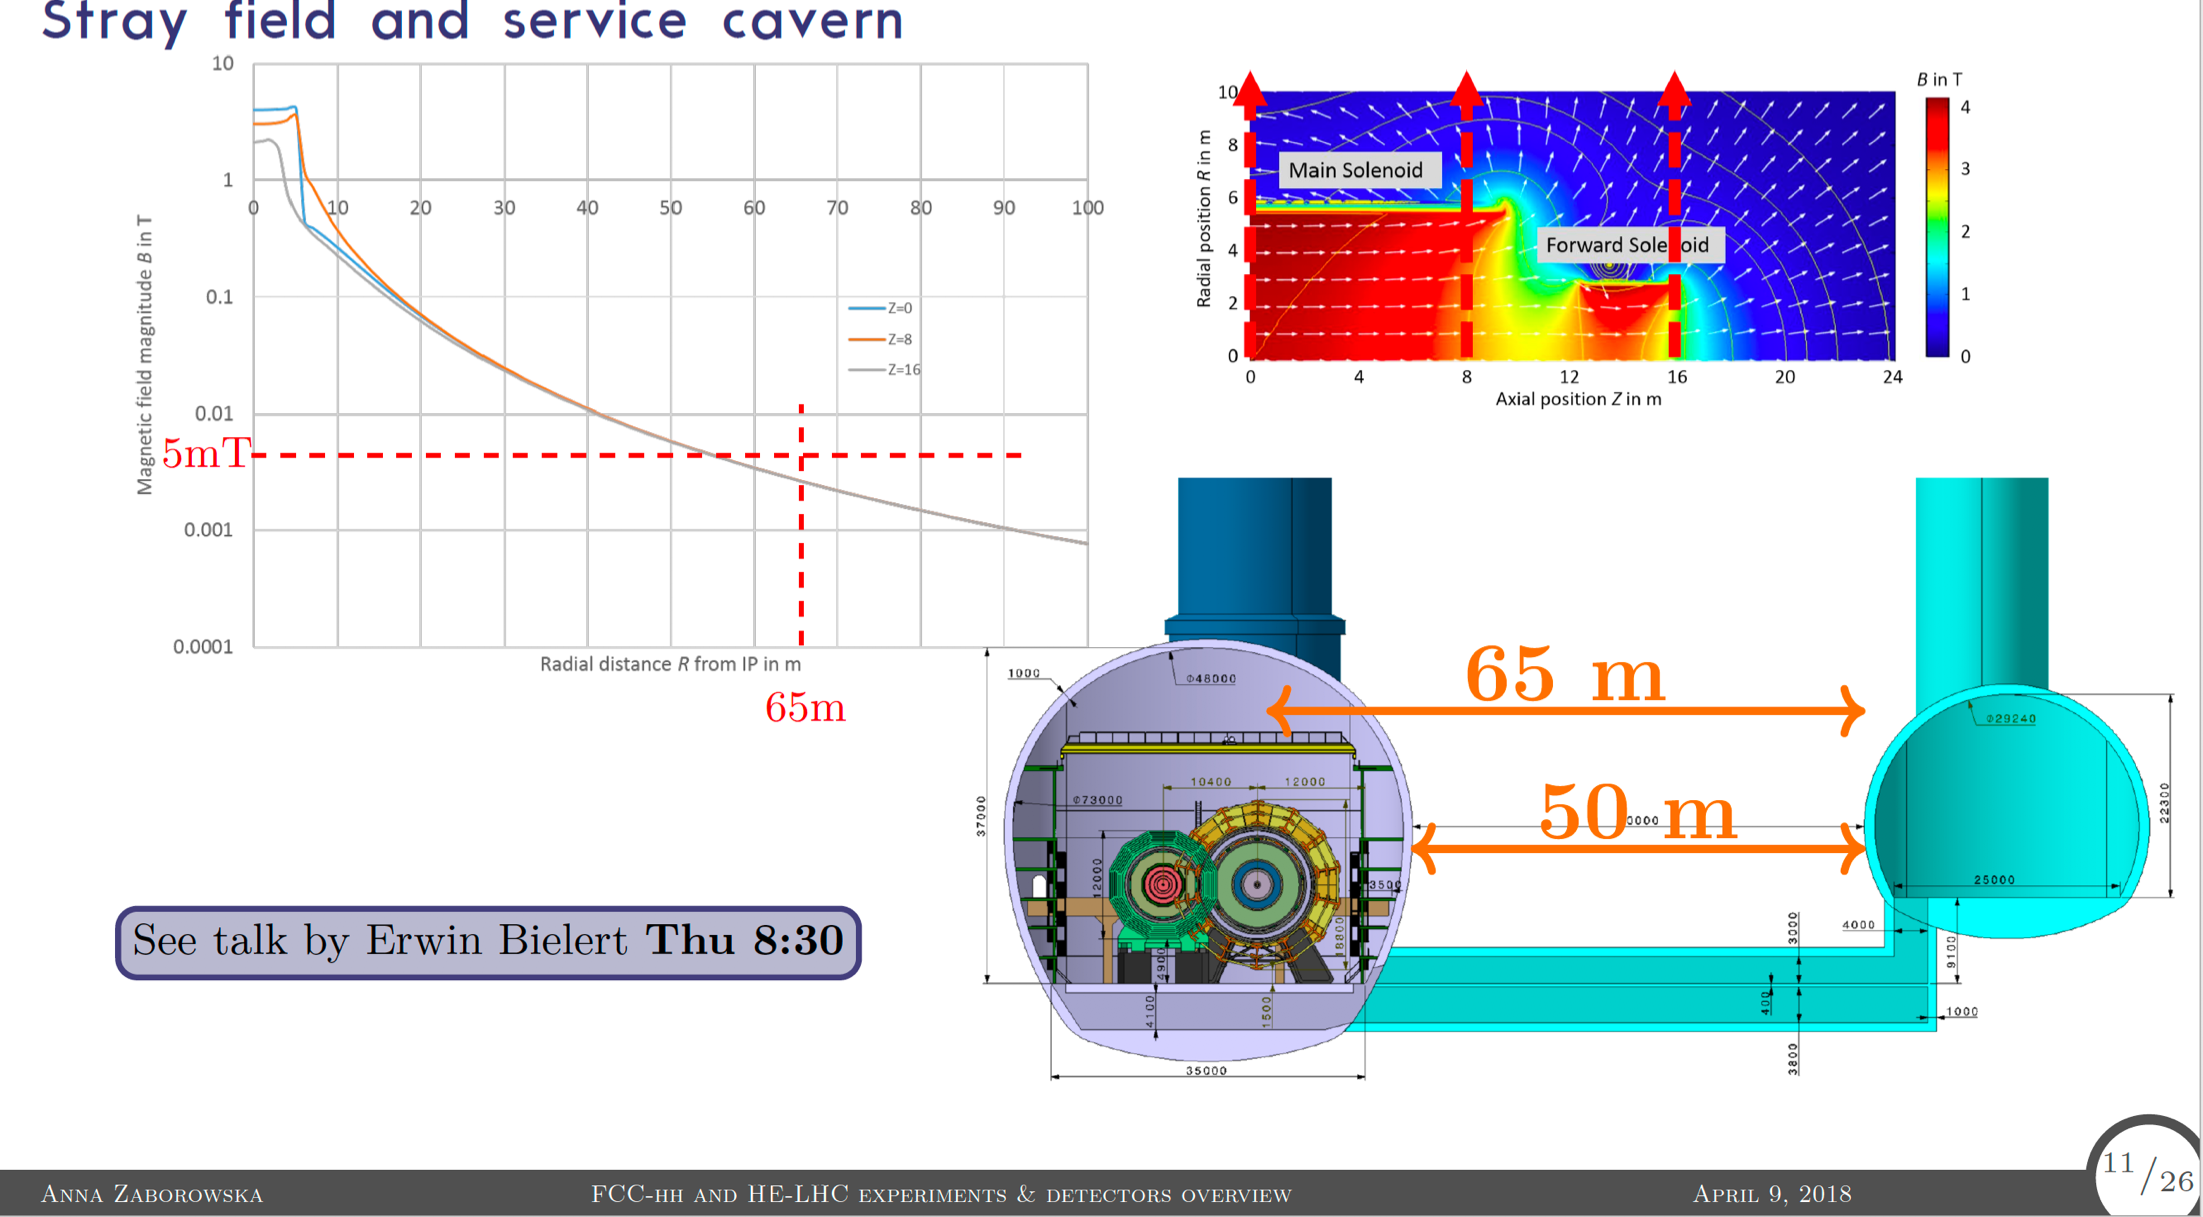 Stray field and service cavern
10
1
0.1
0.01
0.001
0.0001
0 10 20 30 40 50 60 70 80 90 100
Magnetic field magnitude B in T
Radial distance R from IP in m
Z=0
Z=8
Z=16
5mT
65m
B in T
4
3
2
1
0
Radial position R in m
10
8
6
4
2
0
Main Solenoid
Forward Solenoid
0 4 8 12 16 20 24
Axial position Z in m
65 m
50 m
0000
1000
Φ48000
Φ29240
10400 12000
Φ73000
37000
12000
3500
18800
4900
4100
1500
35000
22300
25000
4000
3000
9100
400
1000
3800
See talk by Erwin Bielert Thu 8:30
Anna Zaborowska
FCC-hh and HE-LHC experiments & detectors overview
April 9, 2018
11/26